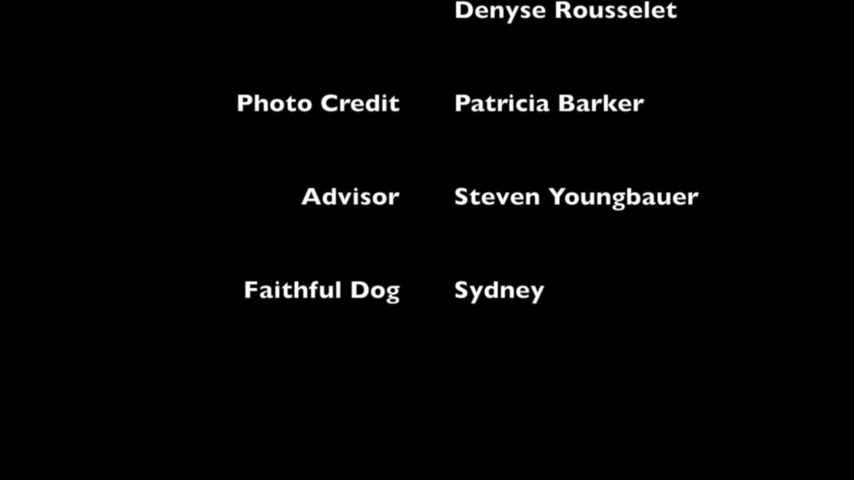 Denyse Rousselet
Photo Credit Patricia Barker
Advisor Steven Youngbauer
Faithful Dog Sydney